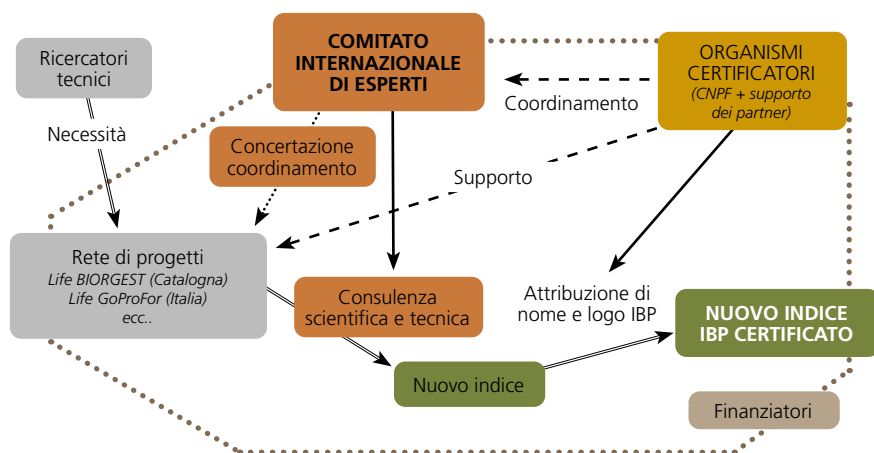 Ricercatori
tecnici
COMITATO
INTERNAZIONALE
DI ESPERTI
ORGANISMI
CERTIFICATORI
(CNPF + supporto
dei partner)
Coordinamento
Necessità
Concertazione
coordinamento
Supporto
Rete di progetti
Life BIORGEST (Catalogna)
Life GoProFor (Italia)
ecc..
Consulenza
scientifica e tecnica
Attribuzione di
nome e logo IBP
NUOVO INDICE
IBP CERTIFICATO
Nuovo indice
Finanziatori